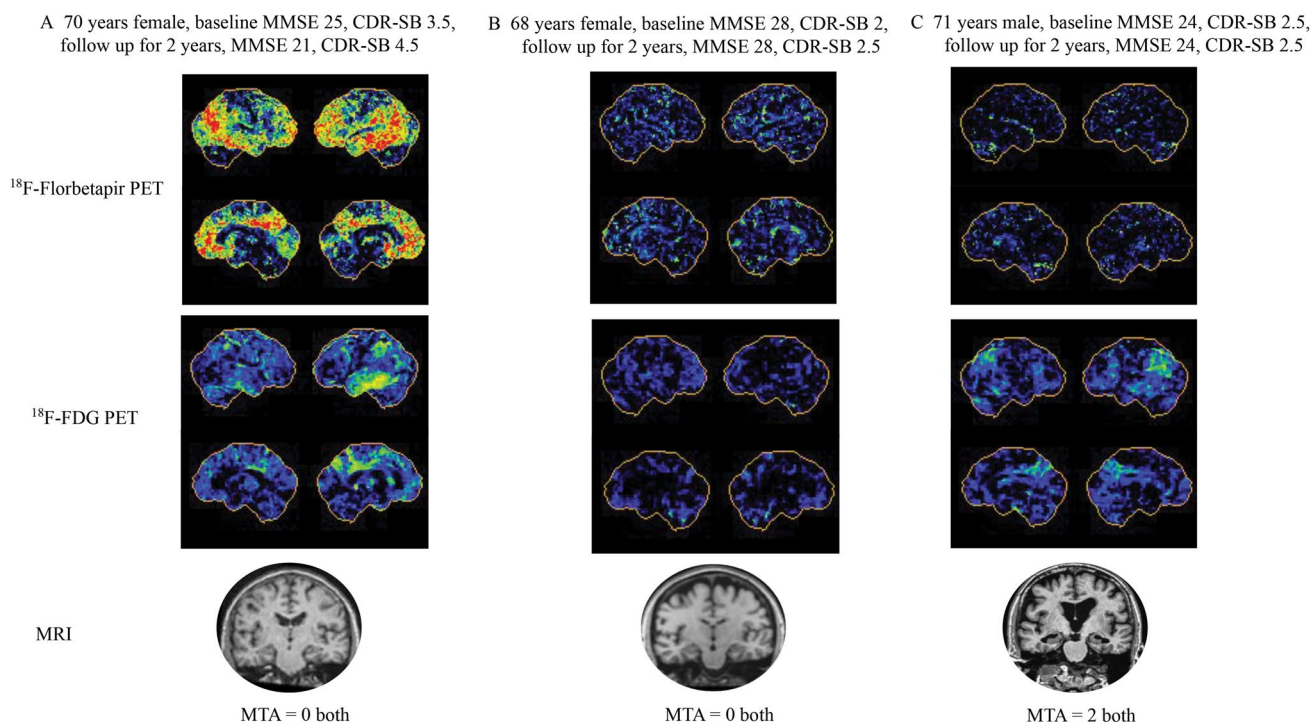 A 70 years female, baseline MMSE 25, CDR-SB 3.5,
follow up for 2 years, MMSE 21, CDR-SB 4.5
B 68 years female, baseline MMSE 28, CDR-SB 2,
follow up for 2 years, MMSE 28, CDR-SB 2.5
C 71 years male, baseline MMSE 24, CDR-SB 2.5,
follow up for 2 years, MMSE 24, CDR-SB 2.5
¹⁸F-Florbetapir PET
¹⁸F-FDG PET
MRI
MTA = 0 both
MTA = 0 both
MTA = 2 both